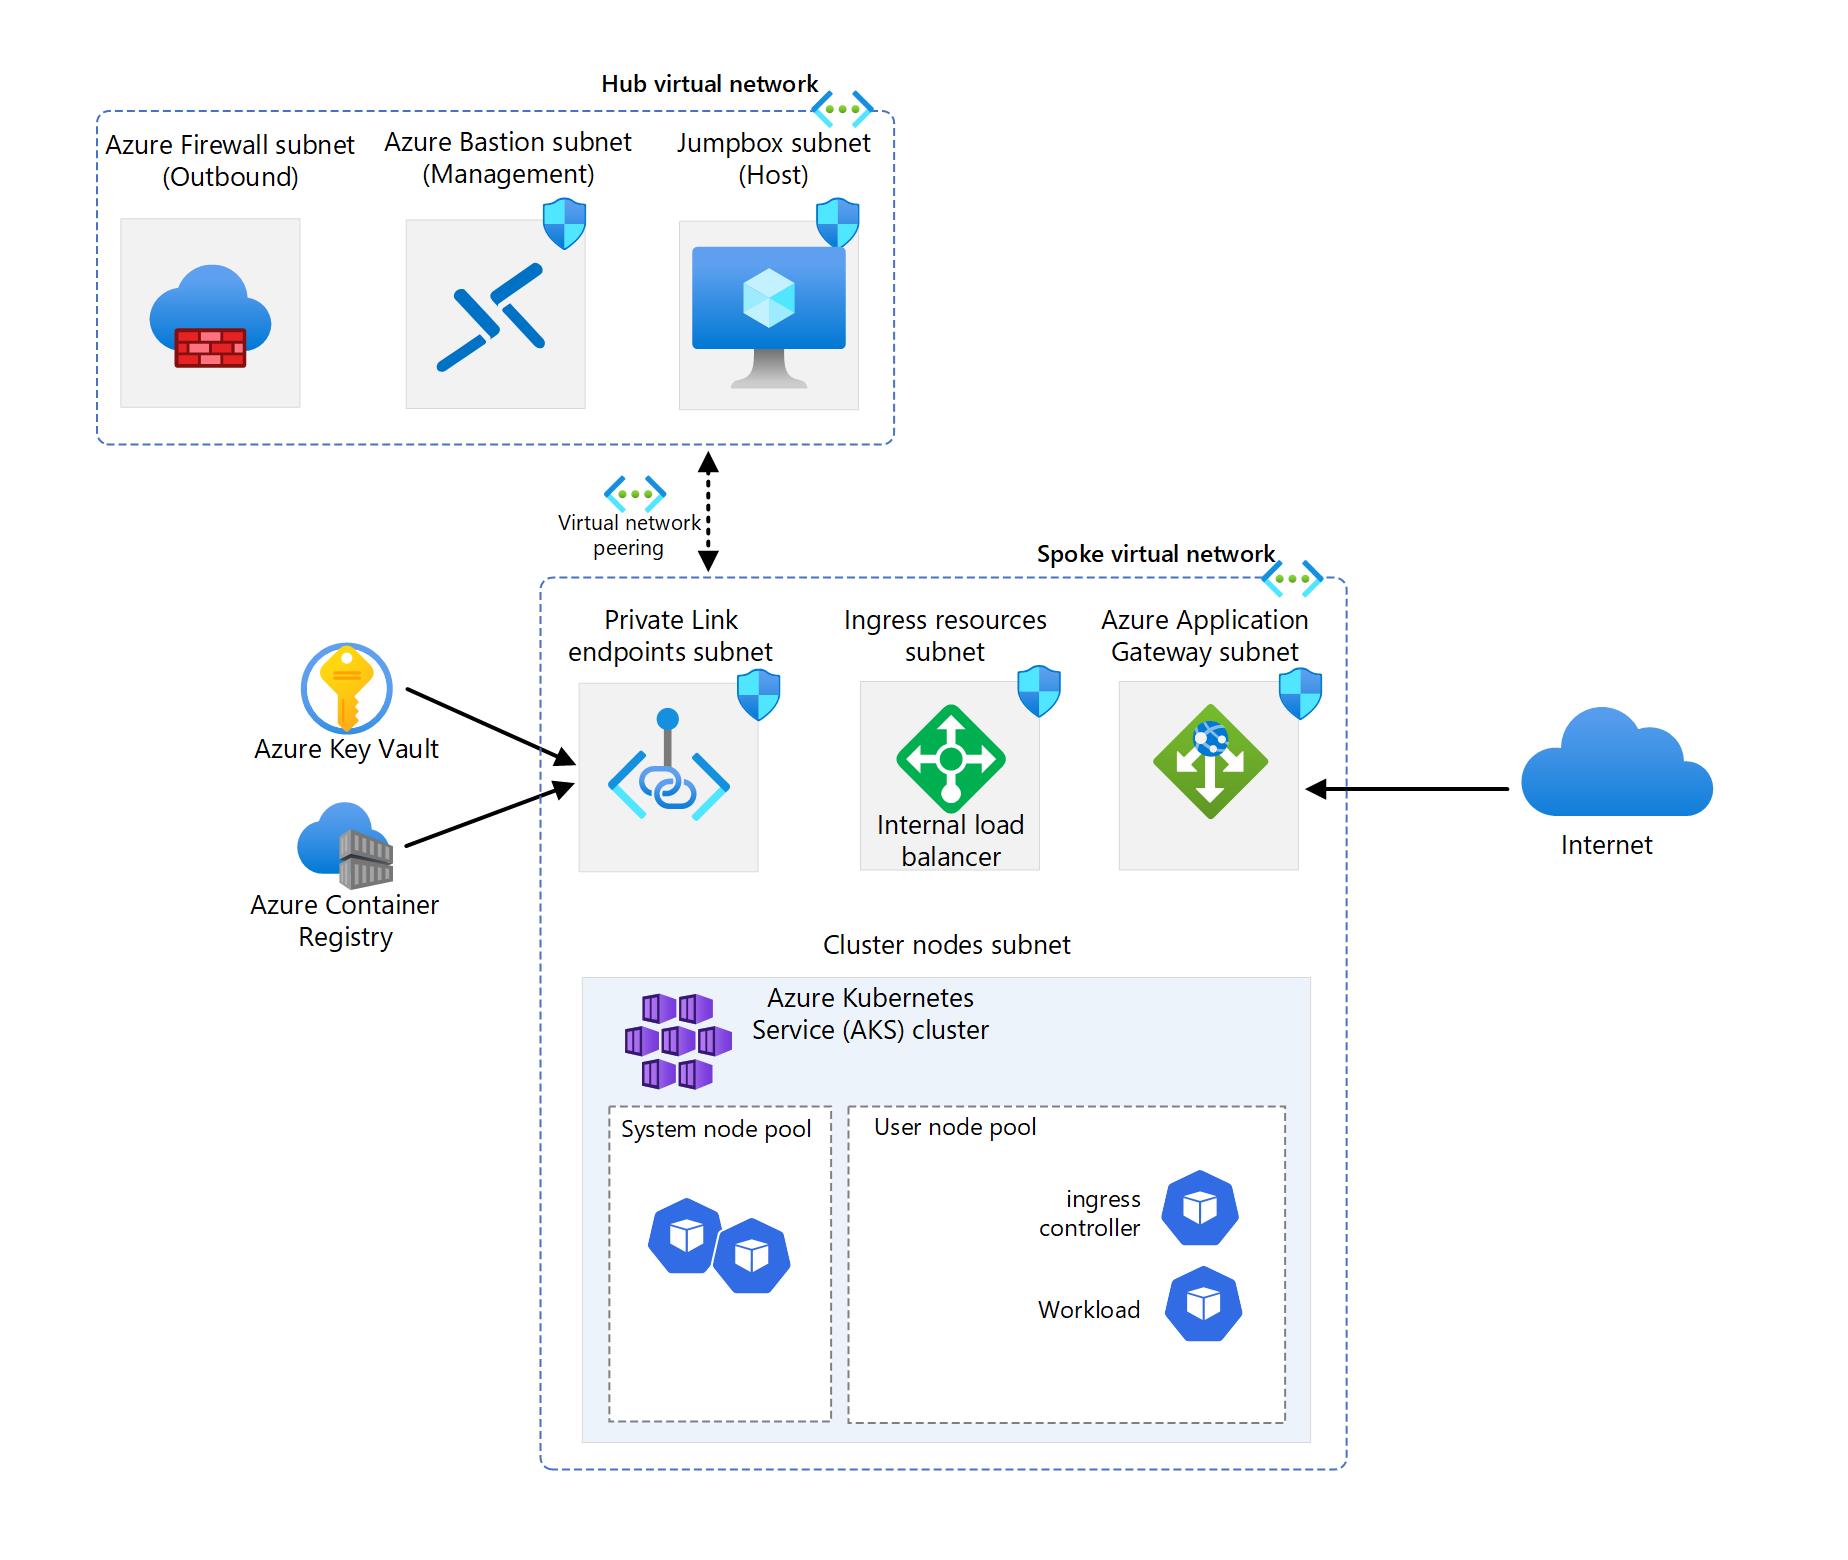 Hub virtual network
Azure Firewall subnet
(Outbound)
Azure Bastion subnet
(Management)
Jumpbox subnet
(Host)
Virtual network
peering
Spoke virtual network
Private Link
endpoints subnet
Ingress resources
subnet
Azure Application
Gateway subnet
Azure Key Vault
Internal load
balancer
Internet
Azure Container
Registry
Cluster nodes subnet
Azure Kubernetes
Service (AKS) cluster
System node pool
User node pool
ingress
controller
Workload